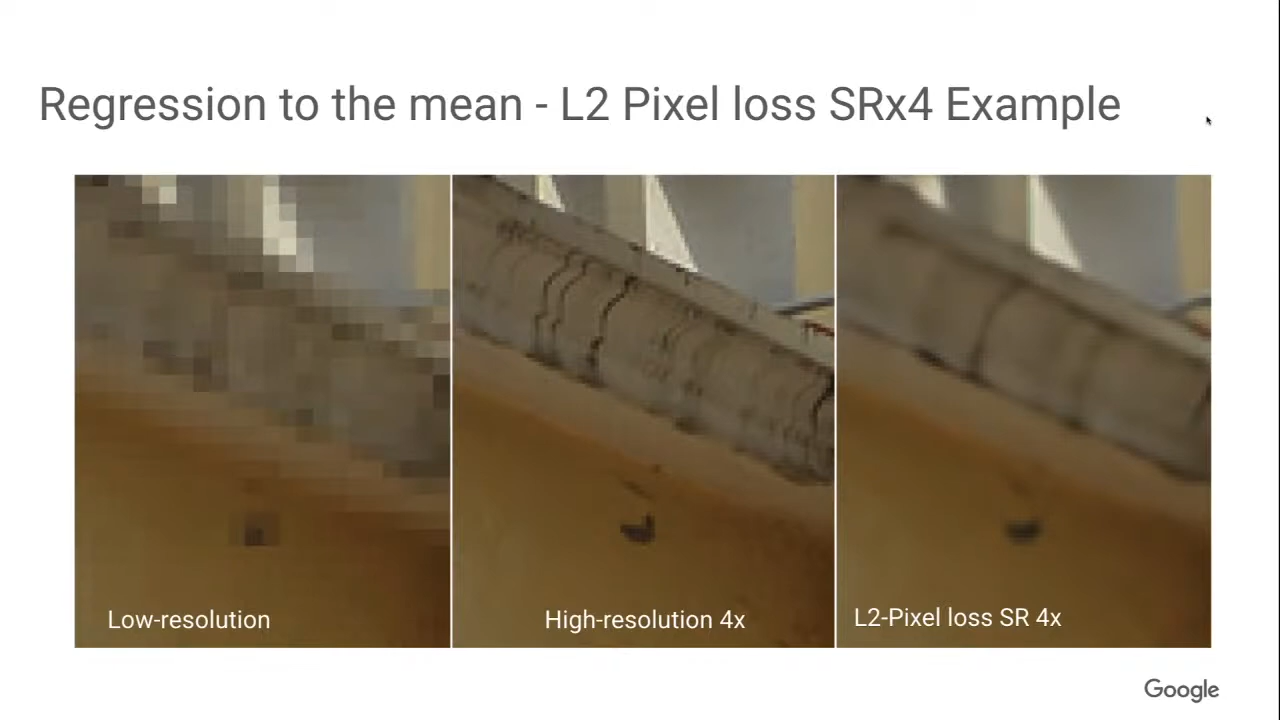 Regression to the mean - L2 Pixel loss SRx4 Example
Low-resolution
High-resolution 4x
L2-Pixel loss SR 4x
Google